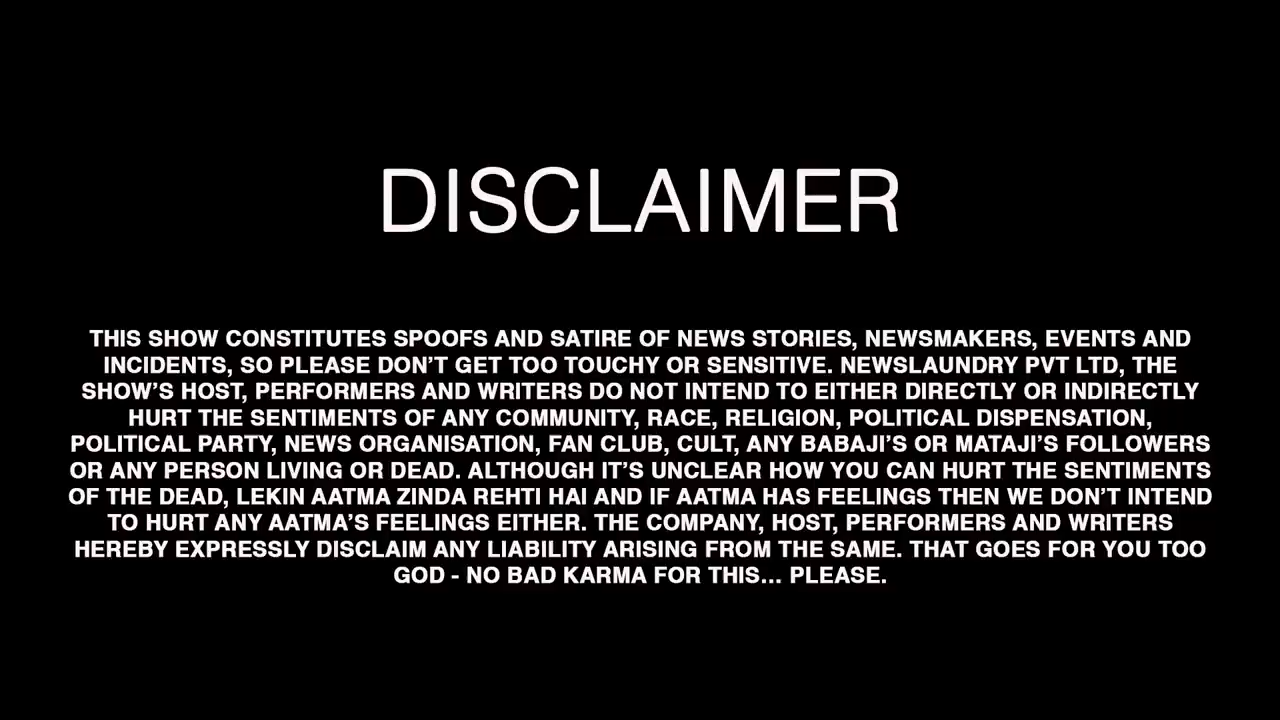 DISCLAIMER
THIS SHOW CONSTITUTES SPOOFS AND SATIRE OF NEWS STORIES, NEWSMAKERS, EVENTS AND
INCIDENTS, SO PLEASE DON’T GET TOO TOUCHY OR SENSITIVE. NEWSLAUNDRY PVT LTD, THE
SHOW’S HOST, PERFORMERS AND WRITERS DO NOT INTEND TO EITHER DIRECTLY OR INDIRECTLY
HURT THE SENTIMENTS OF ANY COMMUNITY, RACE, RELIGION, POLITICAL DISPENSATION,
POLITICAL PARTY, NEWS ORGANISATION, FAN CLUB, CULT, ANY BABAJI’S OR MATAJI’S FOLLOWERS
OR ANY PERSON LIVING OR DEAD. ALTHOUGH IT’S UNCLEAR HOW YOU CAN HURT THE SENTIMENTS
OF THE DEAD, LEKIN AATMA ZINDA REHTI HAI AND IF AATMA HAS FEELINGS THEN WE DON’T INTEND
TO HURT ANY AATMA’S FEELINGS EITHER. THE COMPANY, HOST, PERFORMERS AND WRITERS
HEREBY EXPRESSLY DISCLAIM ANY LIABILITY ARISING FROM THE SAME. THAT GOES FOR YOU TOO
GOD - NO BAD KARMA FOR THIS... PLEASE.